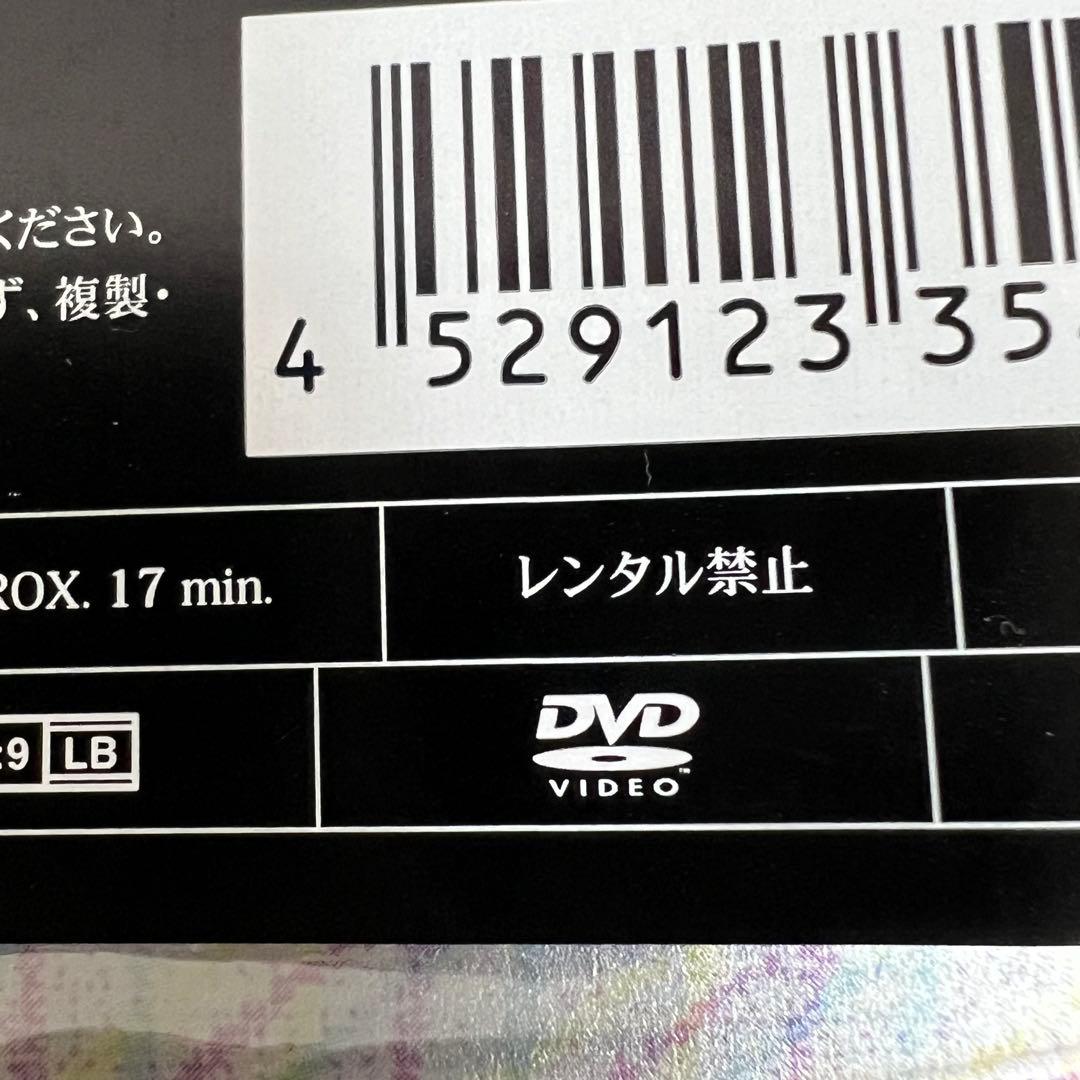 ください。
ず、複製・
4 529123 35
ROX. 17 min.
レンタル禁止
:9 LB
DVD
VIDEO™